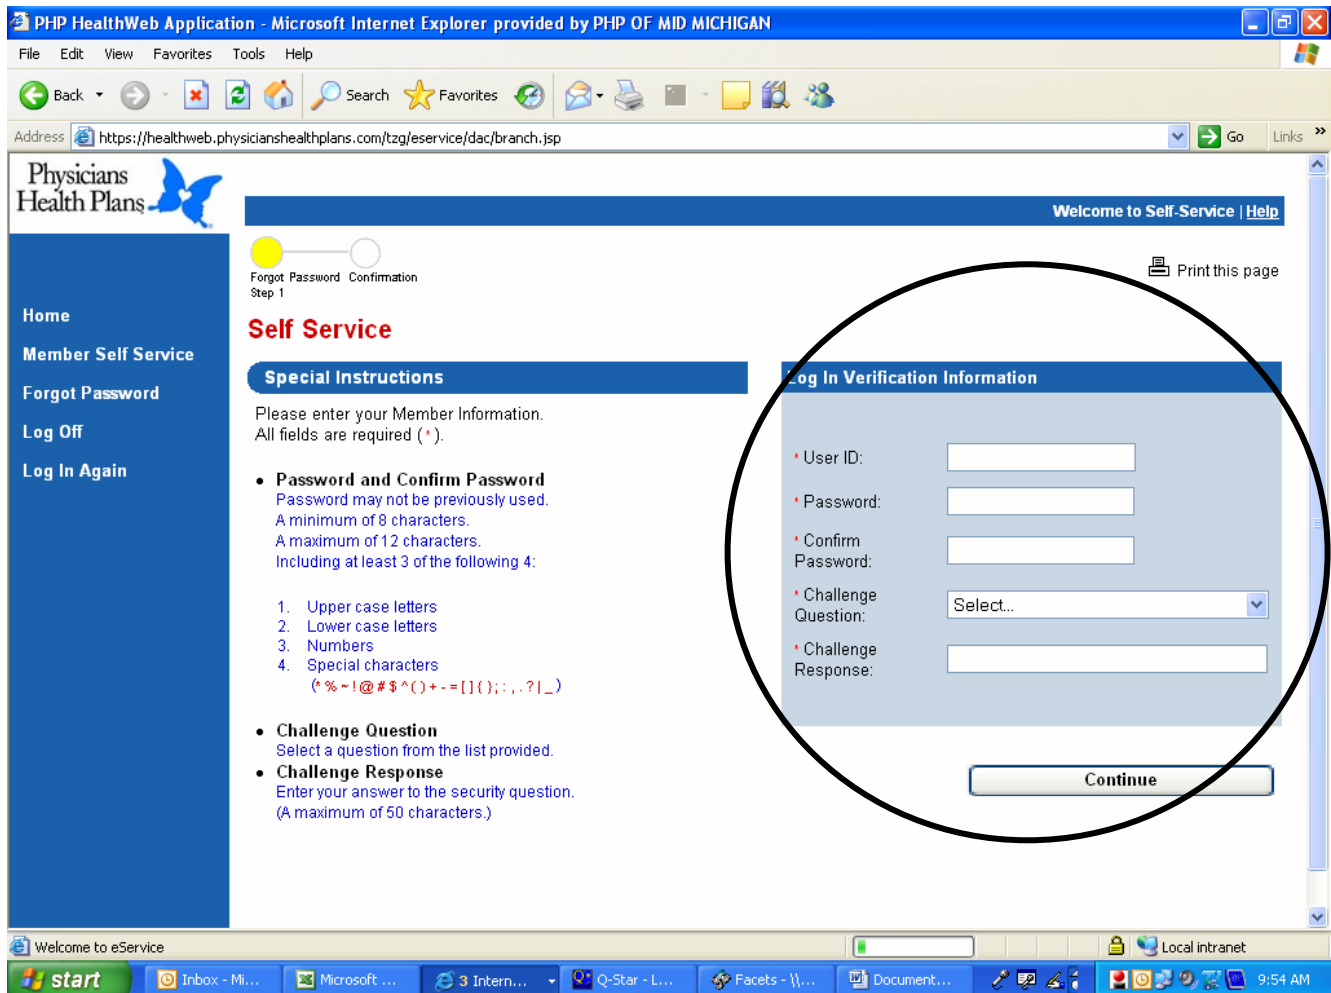 PHP HealthWeb Application - Microsoft Internet Explorer provided by PHP OF MID MICHIGAN
File Edit View Favorites Tools Help
Back Search Favorites
Address https://healthweb.physicianshealthplans.com/tzg/eservice/dac/branch.jsp Go Links »
Physicians
Health Plans
Welcome to Self-Service | Help
Forgot Password Confirmation
Step 1
Print this page
Home
Member Self Service
Forgot Password
Log Off
Log In Again
Self Service
Special Instructions
Please enter your Member Information.
All fields are required (*).
• Password and Confirm Password
Password may not be previously used.
A minimum of 8 characters.
A maximum of 12 characters.
Including at least 3 of the following 4:
1. Upper case letters
2. Lower case letters
3. Numbers
4. Special characters
(*%~!@#$^()+-=[]{};:,.?|_)
• Challenge Question
Select a question from the list provided.
• Challenge Response
Enter your answer to the security question.
(A maximum of 50 characters.)
Log In Verification Information
* User ID:
* Password:
* Confirm
Password:
* Challenge
Question:
Select...
* Challenge
Response:
Continue
Welcome to eService
Local intranet
start Inbox - Mi... Microsoft ... 3 Intern... Q-Star - L... Facets - \\... Document... 9:54 AM